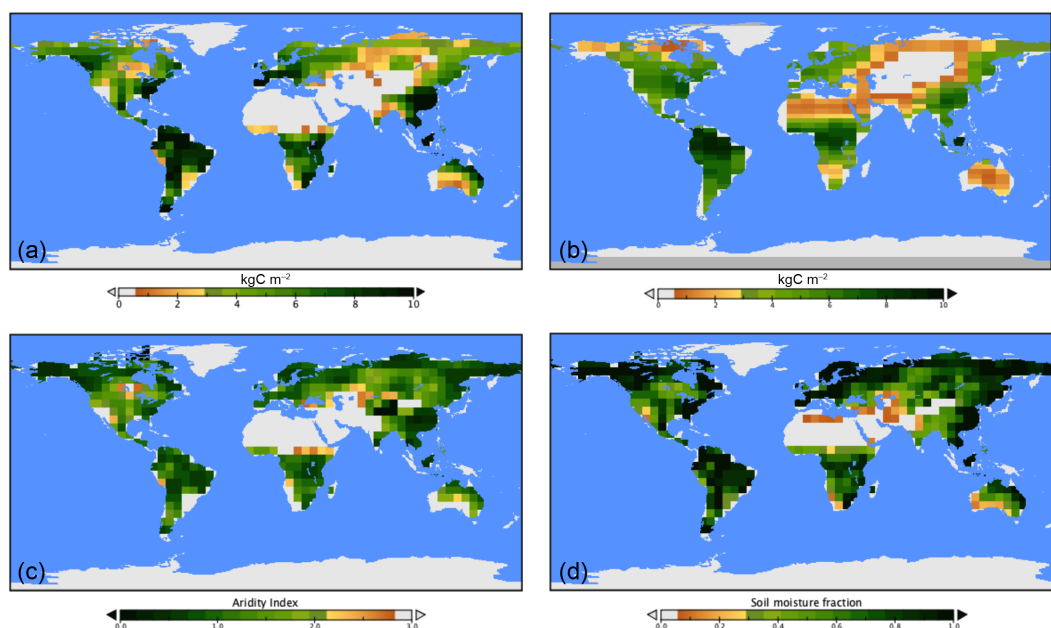 (a)
(b)
kgC m⁻²
0 2 4 6 8 10
kgC m⁻²
0 2 4 6 8 10
(c)
(d)
Aridity Index
0.0 1.0 2.0 3.0
Soil moisture fraction
0.0 0.2 0.4 0.6 0.8 1.0